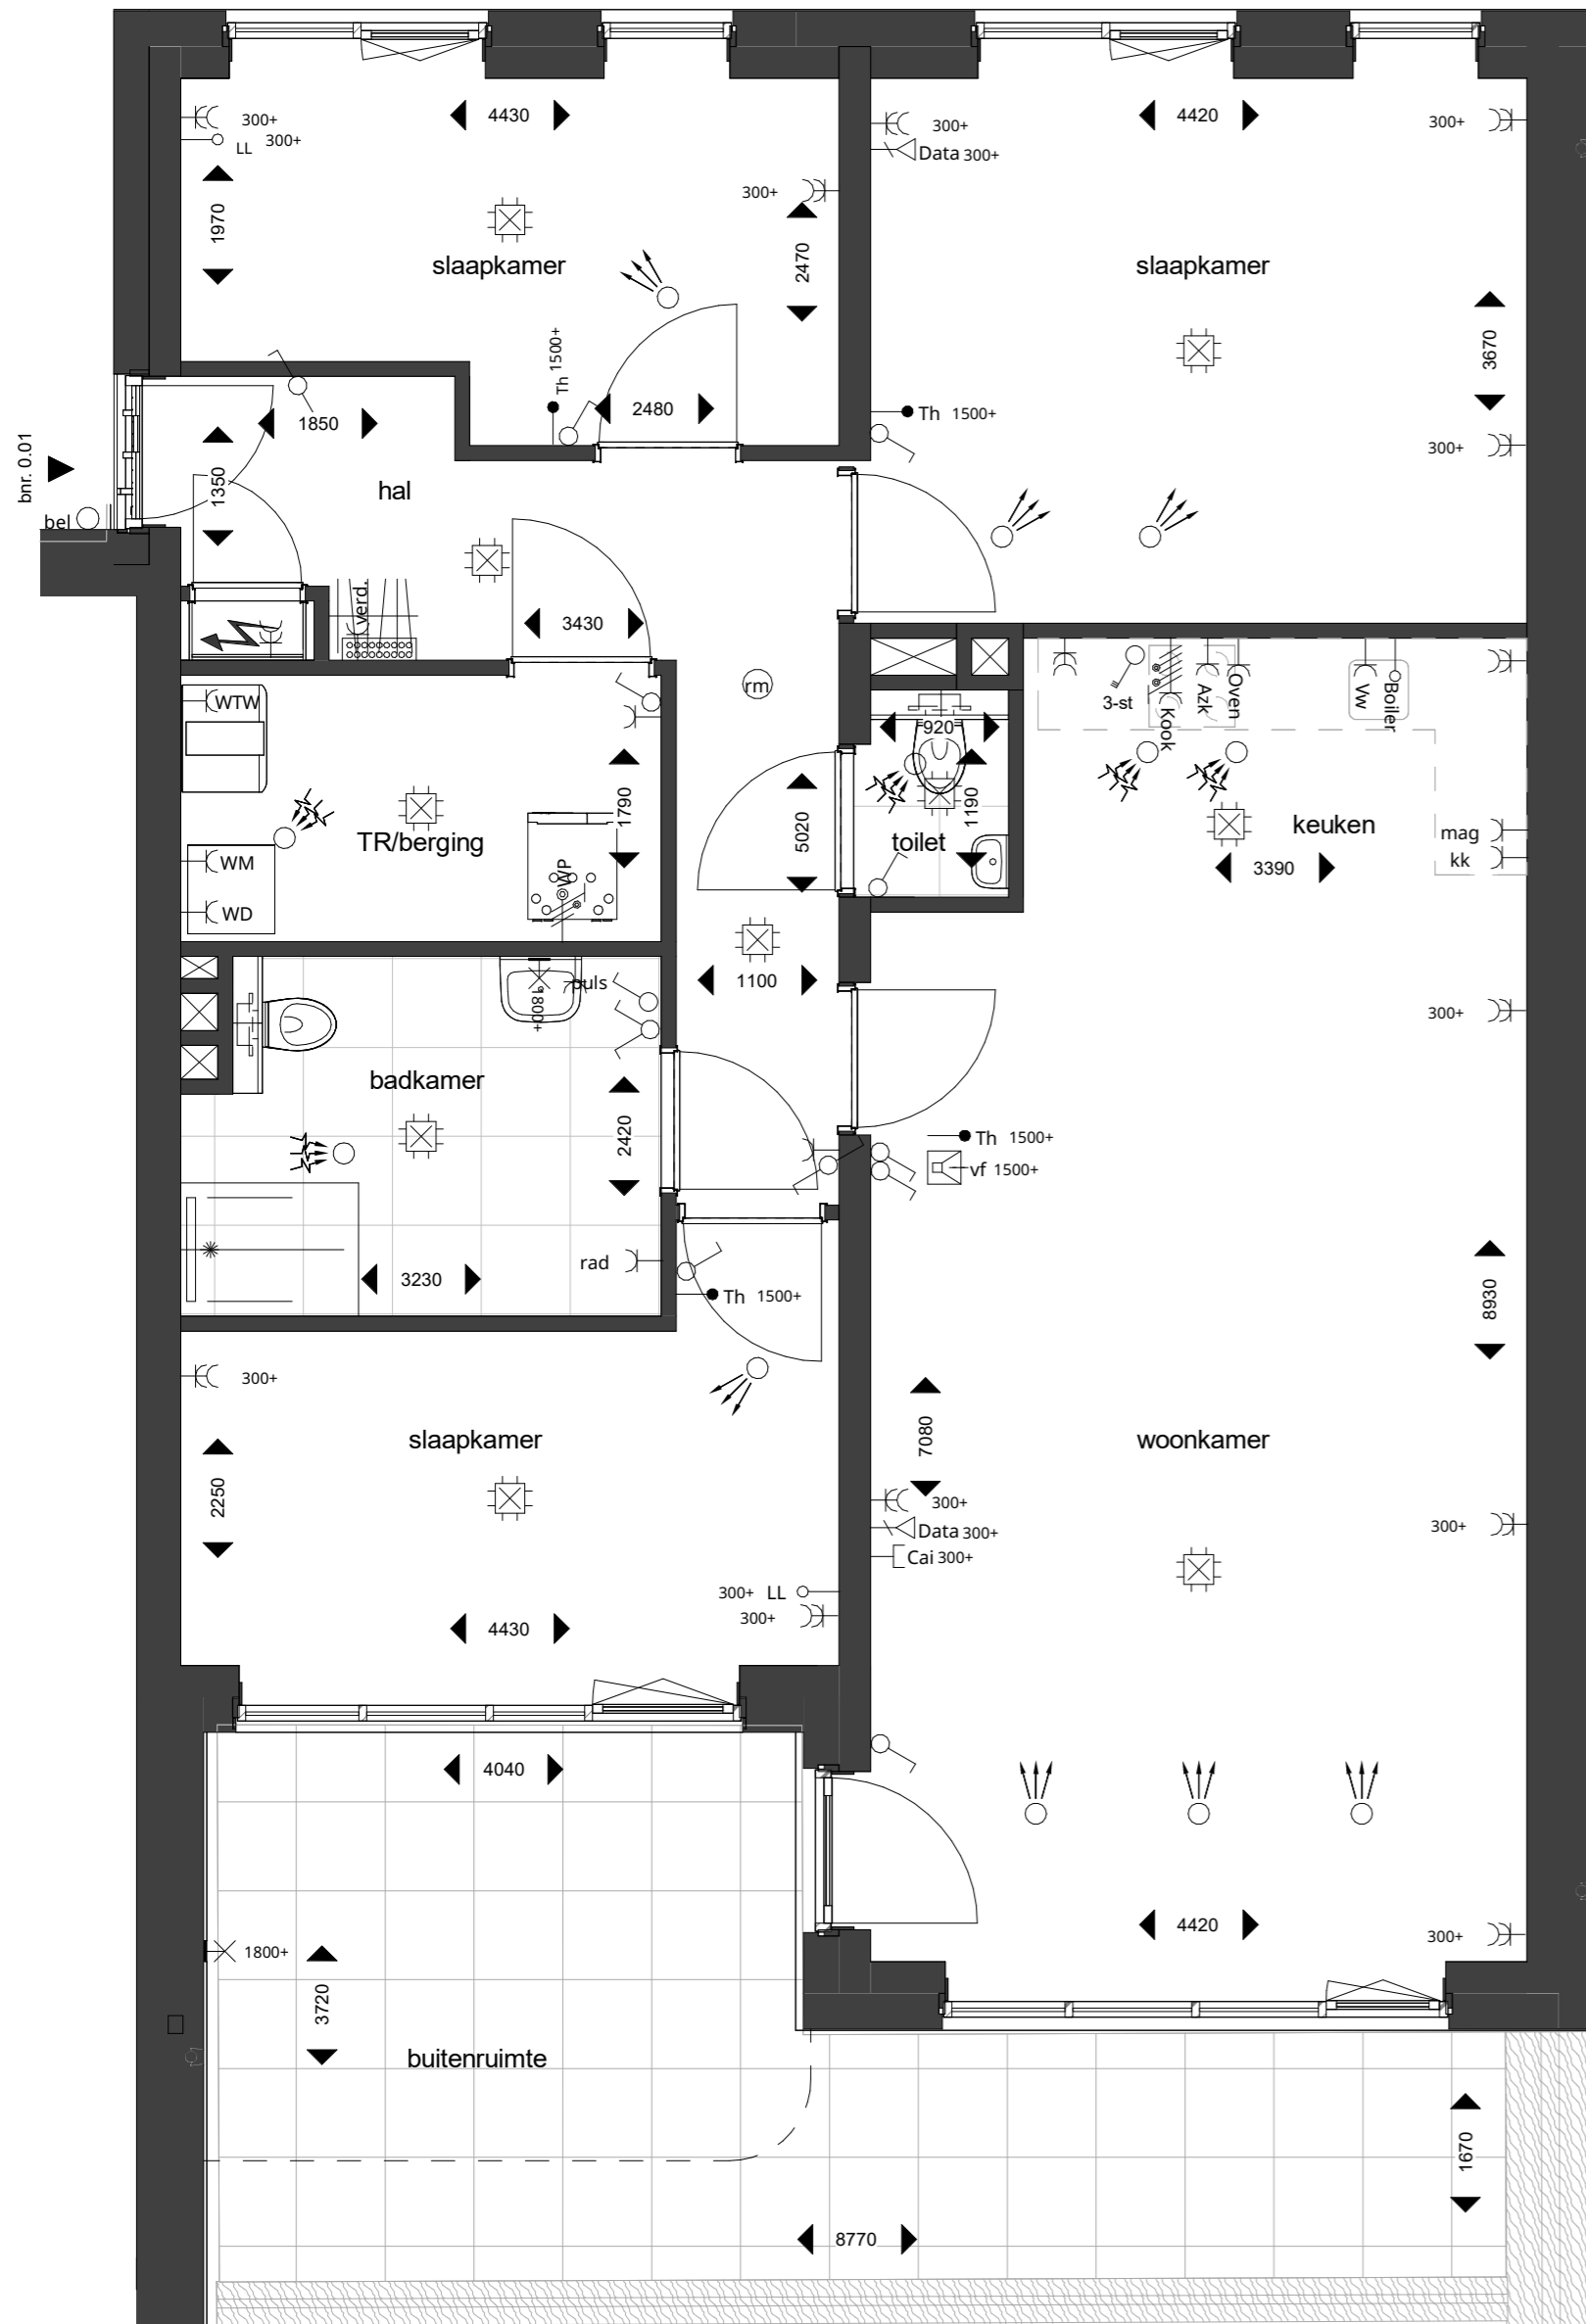 4430
4420
300+
LL 300+
300+
Data 300+
300+
300+
1970
2470
slaapkamer
slaapkamer
3670
Th 1500+
2480
Th 1500+
300+
1850
bnr. 0.01
bel
1350
hal
verd.
3430
rm
WTW
920
3-st
Kook
Azk
Oven
Vw
Boiler
1790
5020
1190
TR/berging
toilet
keuken
mag
kk
3390
WM
WP
WD
1100
puls
1800+
300+
badkamer
2420
Th 1500+
vf 1500+
rad
3230
Th 1500+
8930
300+
7080
slaapkamer
woonkamer
2250
300+
Data 300+
Cai 300+
300+
300+ LL
300+
4430
4040
4420
300+
1800+
3720
buitenruimte
1670
8770